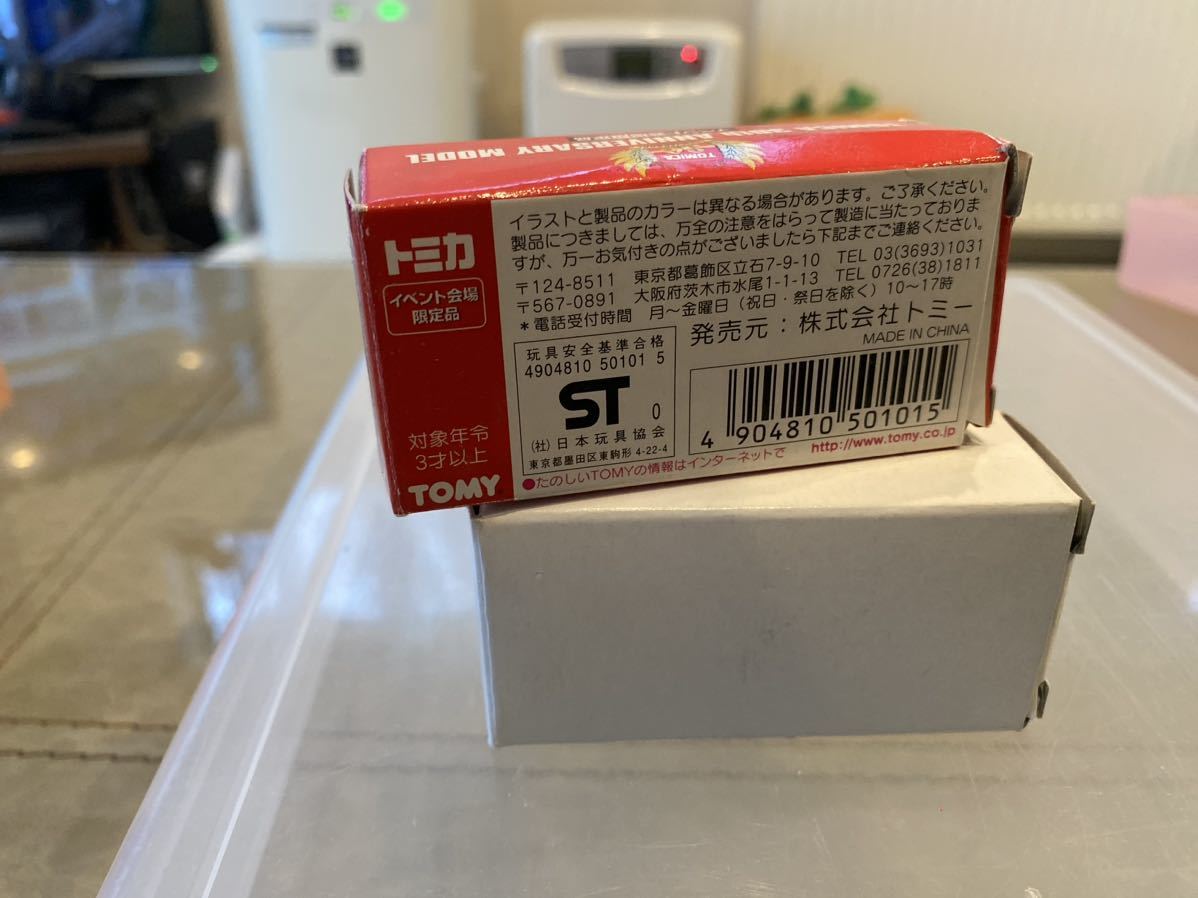 ANNIVERSARY MODEL
TOMICA
トミカ
イベント会場
限定品
対象年令
3才以上
TOMY
イラストと製品のカラーは異なる場合があります。ご了承ください。
製品につきましては、万全の注意をはらって製造に当たっておりま
すが、万一お気付きの点がございましたら下記までご連絡ください。
〒124-8511 東京都葛飾区立石7-9-10 TEL 03(3693)1031
〒567-0891 大阪府茨木市水尾1-1-13 TEL 0726(38)1811
*電話受付時間 月〜金曜日(祝日・祭日を除く)10〜17時
発売元:株式会社トミー
MADE IN CHINA
玩具安全基準合格
4904810 50101 5
ST 0
(社)日本玩具協会
東京都墨田区東駒形 4-22-4
4 904810 501015
●たのしいTOMYの情報はインターネットで http://www.tomy.co.jp